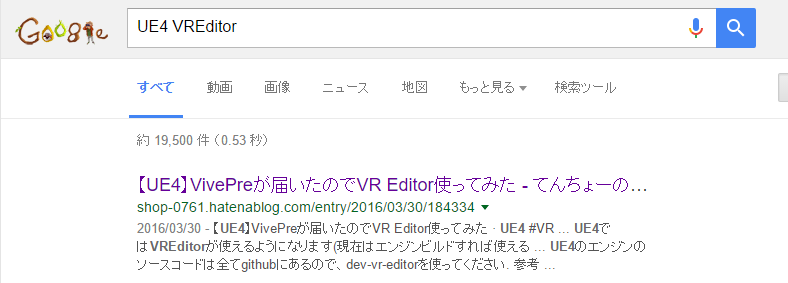 Google
UE4 VREditor
すべて 動画 画像 ニュース 地図 もっと見る 検索ツール
約 19,500 件 (0.53 秒)
【UE4】VivePreが届いたのでVR Editor使ってみた - てんちょーの…
shop-0761.hatenablog.com/entry/2016/03/30/184334
2016/03/30 - 【UE4】VivePreが届いたのでVR Editor使ってみた · UE4 #VR ... UE4で
はVREditorが使えるようになります(現在はエンジンビルドすれば使える ... UE4のエンジンの
ソースコードは全てgithubにあるので、dev-vr-editorを使ってください. 参考 ...